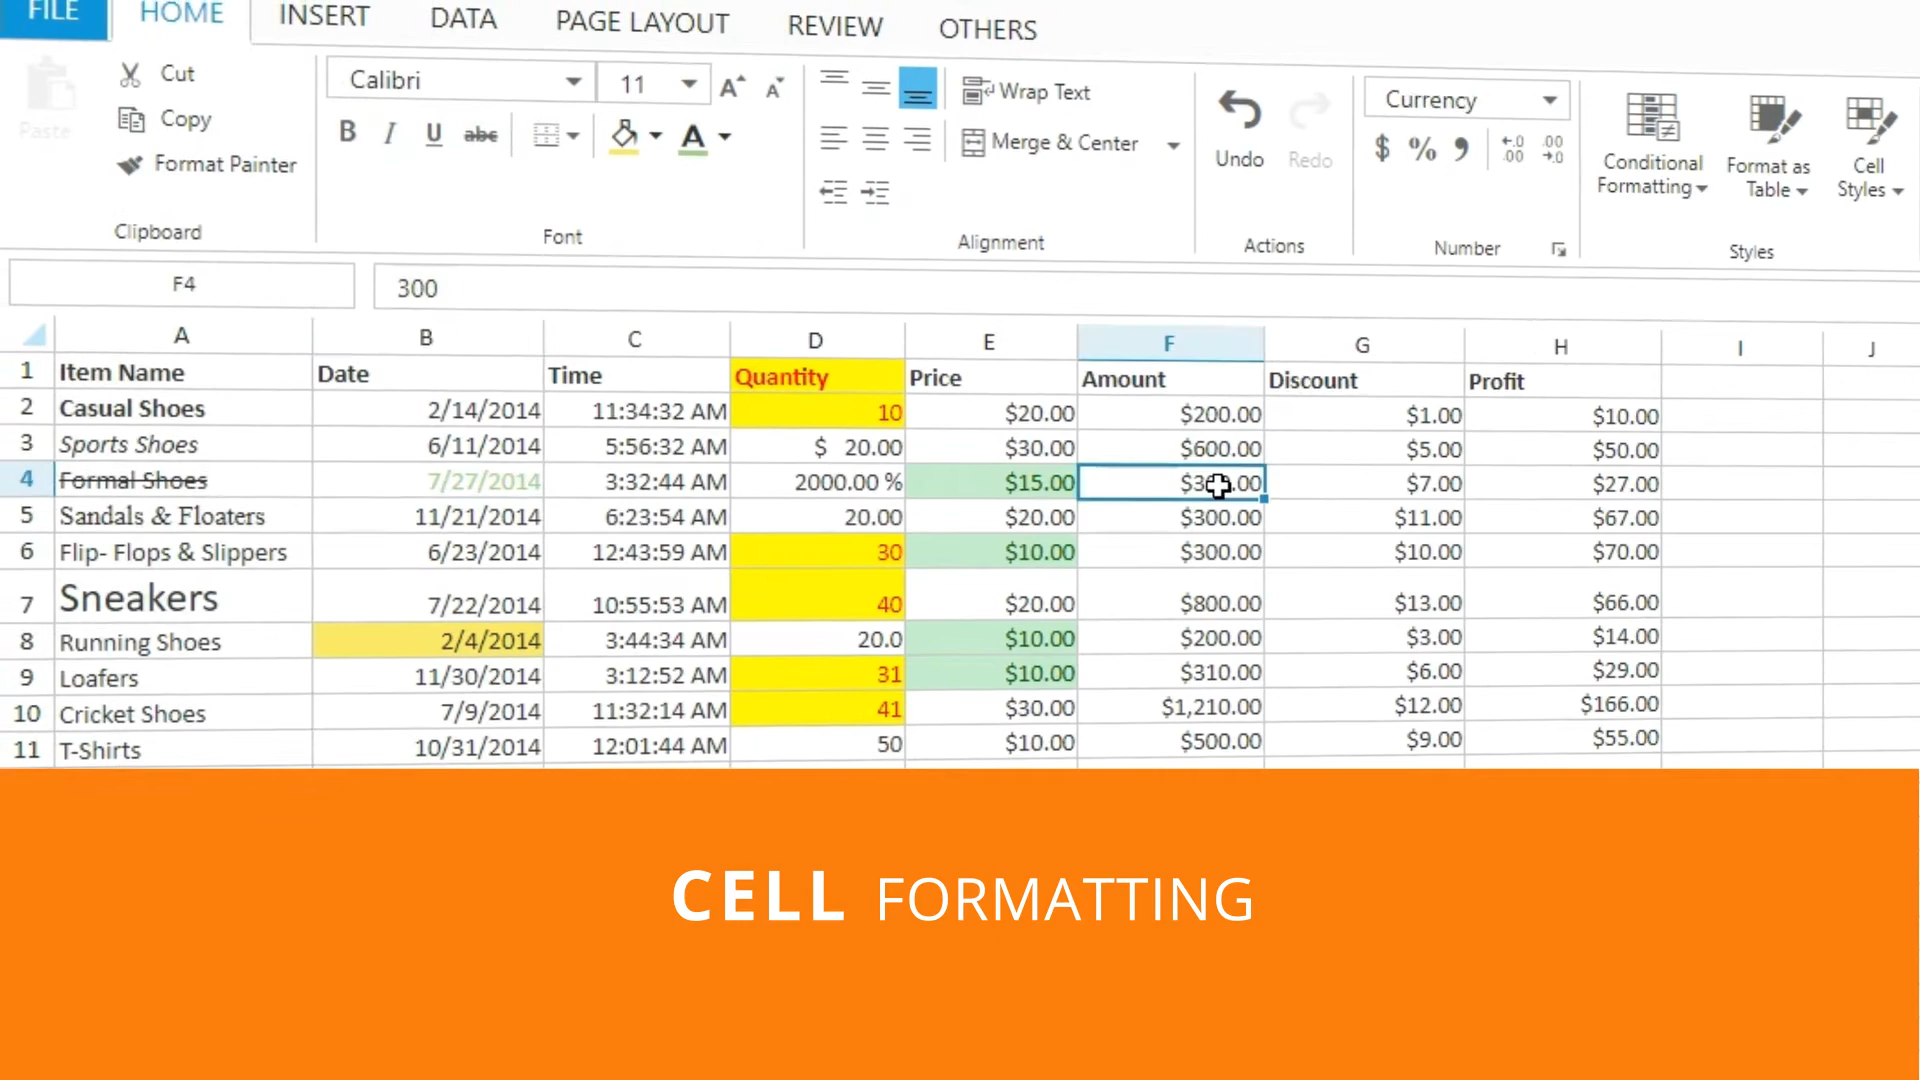 FILE HOME INSERT DATA PAGE LAYOUT REVIEW OTHERS
Paste
Cut
Copy
Format Painter
Clipboard
Calibri 11 A A
B I U abc A
Font
Wrap Text
Merge & Center
Alignment
Undo Redo
Actions
Currency
$ % , .0 .00 .00 .0
Number
Conditional Formatting
Format as Table
Cell Styles
Styles
F4 300
A B C D E F G H I J
1 Item Name Date Time Quantity Price Amount Discount Profit
2 Casual Shoes 2/14/2014 11:34:32 AM 10 $20.00 $200.00 $1.00 $10.00
3 Sports Shoes 6/11/2014 5:56:32 AM $ 20.00 $30.00 $600.00 $5.00 $50.00
4 Formal Shoes 7/27/2014 3:32:44 AM 2000.00 % $15.00 $7.00 $27.00
5 Sandals & Floaters 11/21/2014 6:23:54 AM 20.00 $20.00 $300.00 $11.00 $67.00
6 Flip- Flops & Slippers 6/23/2014 12:43:59 AM 30 $10.00 $300.00 $10.00 $70.00
7 Sneakers 7/22/2014 10:55:53 AM 40 $20.00 $800.00 $13.00 $66.00
8 Running Shoes 2/4/2014 3:44:34 AM 20.0 $10.00 $200.00 $3.00 $14.00
9 Loafers 11/30/2014 3:12:52 AM 31 $10.00 $310.00 $6.00 $29.00
10 Cricket Shoes 7/9/2014 11:32:14 AM 41 $30.00 $1,210.00 $12.00 $166.00
11 T-Shirts 10/31/2014 12:01:44 AM 50 $10.00 $500.00 $9.00 $55.00
CELL FORMATTING